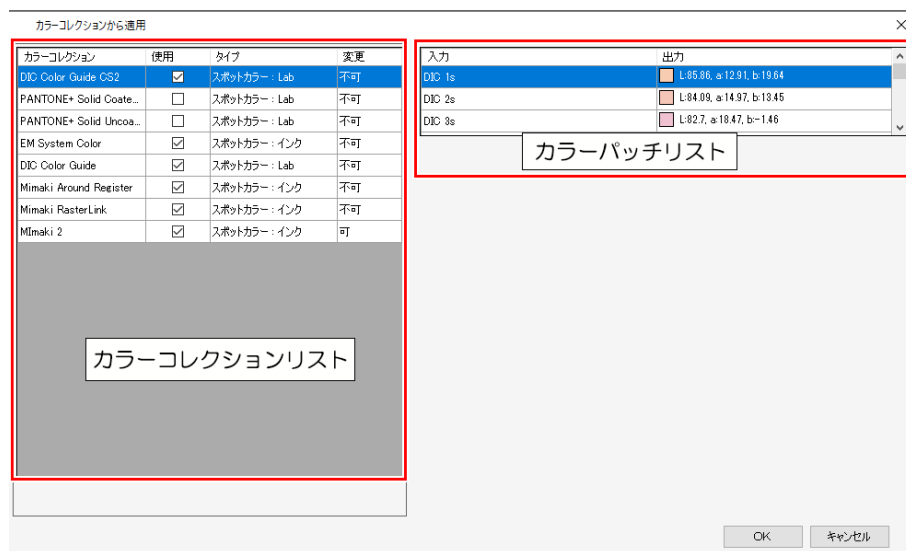 カラーコレクションから適用
カラーコレクション 使用 タイプ 変更
DIC Color Guide CS2 スポットカラー：Lab 不可
PANTONE+ Solid Coate... スポットカラー：Lab 不可
PANTONE+ Solid Uncoa... スポットカラー：Lab 不可
EM System Color スポットカラー：インク 不可
DIC Color Guide スポットカラー：Lab 不可
Mimaki Around Register スポットカラー：インク 不可
Mimaki RasterLink スポットカラー：インク 不可
MImaki 2 スポットカラー：インク 可
カラーコレクションリスト
入力 出力
DIC 1s L:85.86, a:12.91, b:19.64
DIC 2s L:84.09, a:14.97, b:13.45
DIC 3s L:82.7, a:18.47, b:-1.46
カラーパッチリスト
OK キャンセル